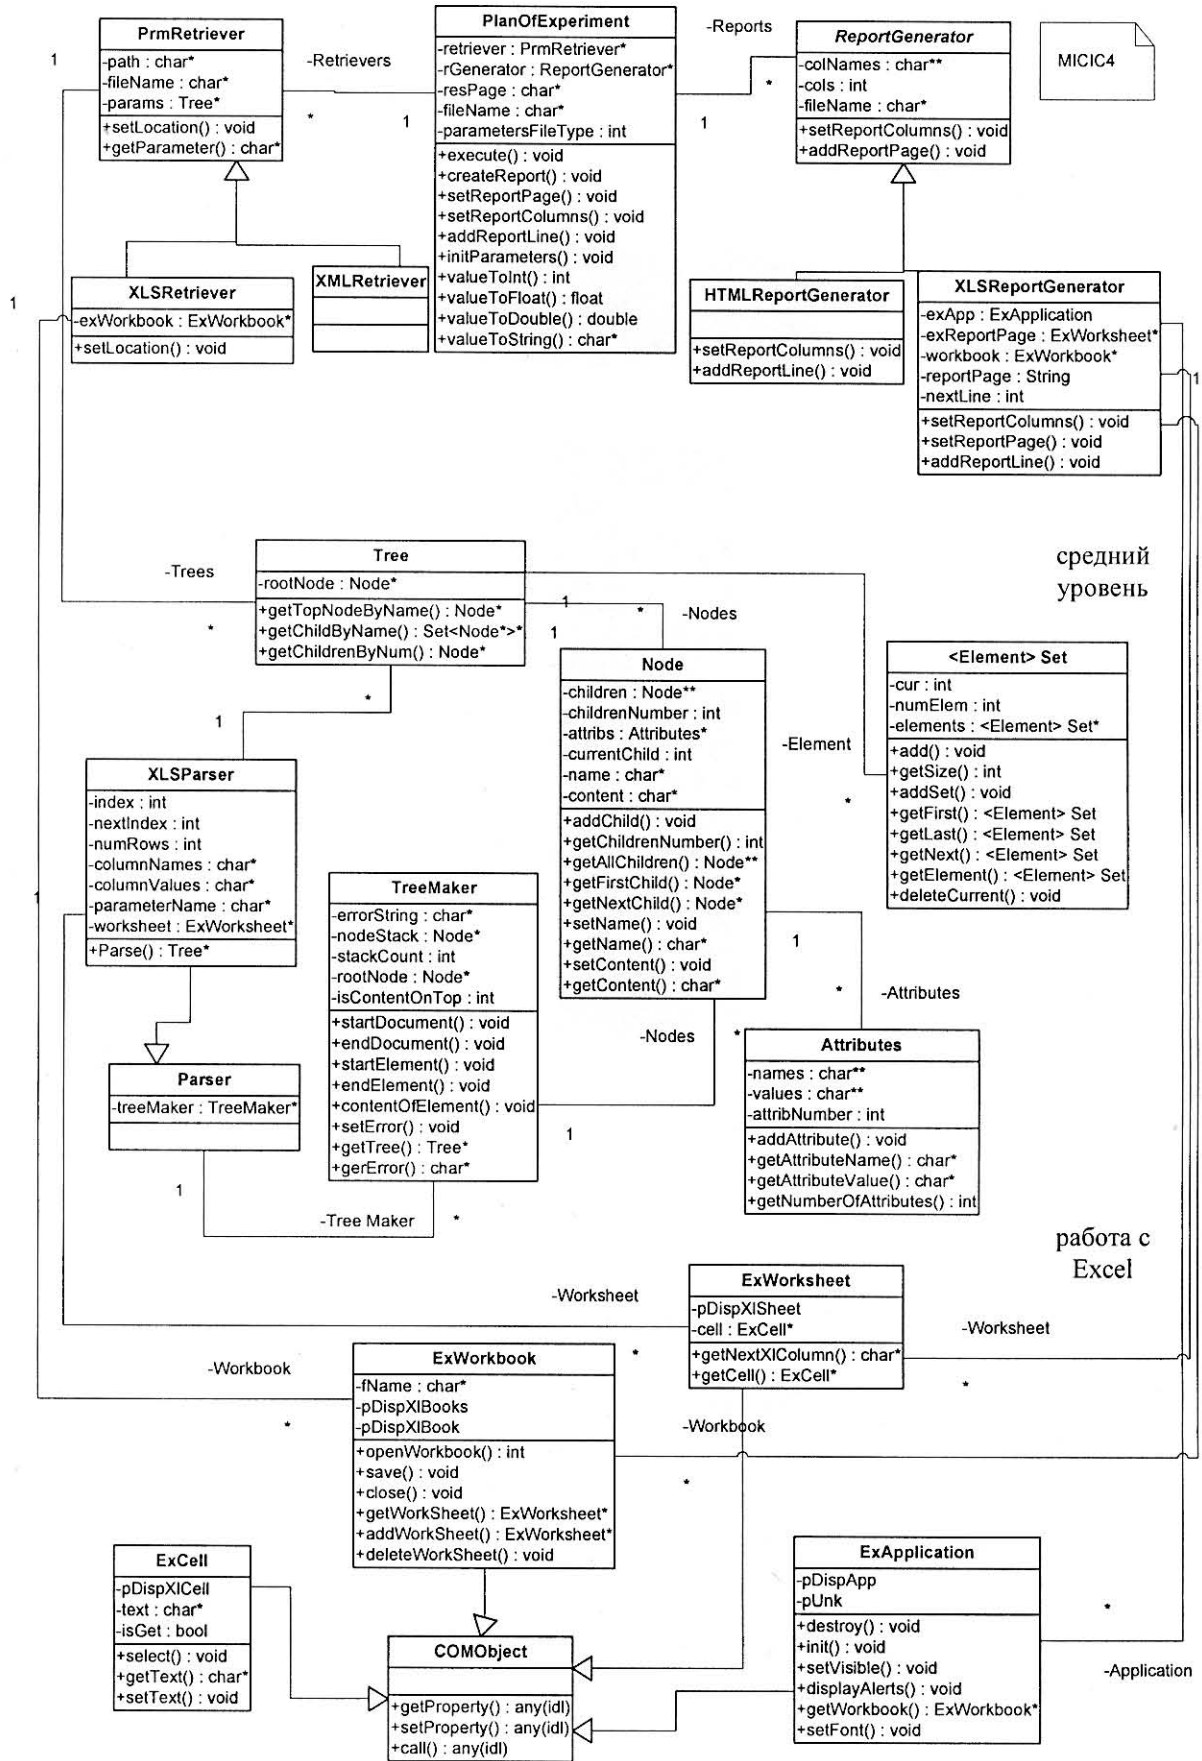 PrmRetriever
-path : char*
-fileName : char*
-params : Tree*
+setLocation() : void
+getParameter() : char*
1
-Retrievers
*
1
PlanOfExperiment
-retriever : PrmRetriever*
-rGenerator : ReportGenerator*
-resPage : char*
-fileName : char*
-parametersFileType : int
+execute() : void
+createReport() : void
+setReportPage() : void
+setReportColumns() : void
+addReportLine() : void
+initParameters() : void
+valueToInt() : int
+valueToFloat() : float
+valueToDouble() : double
+valueToString() : char*
-Reports
*
1
ReportGenerator
-colNames : char**
-cols : int
-fileName : char*
+setReportColumns() : void
+addReportPage() : void
MICIC4
XLSRetriever
-exWorkbook : ExWorkbook*
+setLocation() : void
1
XMLRetriever
HTMLReportGenerator
+setReportColumns() : void
+addReportLine() : void
XLSReportGenerator
-exApp : ExApplication
-exReportPage : ExWorksheet*
-workbook : ExWorkbook*
-reportPage : String
-nextLine : int
+setReportColumns() : void
+setReportPage() : void
+addReportLine() : void
1
средний
уровень
-Trees
*
Tree
-rootNode : Node*
+getTopNodeByName() : Node*
+getChildByName() : Set<Node*>*
+getChildrenByNum() : Node*
1
1
*
-Nodes
*
1
Node
-children : Node**
-childrenNumber : int
-attribs : Attributes*
-currentChild : int
-name : char*
-content : char*
+addChild() : void
+getChildrenNumber() : int
+getAllChildren() : Node**
+getFirstChild() : Node*
+getNextChild() : Node*
+setName() : void
+getName() : char*
+setContent() : void
+getContent() : char*
-Element
*
<Element> Set
-cur : int
-numElem : int
-elements : <Element> Set*
+add() : void
+getSize() : int
+addSet() : void
+getFirst() : <Element> Set
+getLast() : <Element> Set
+getNext() : <Element> Set
+getElement() : <Element> Set
+deleteCurrent() : void
XLSParser
-index : int
-nextIndex : int
-numRows : int
-columnNames : char*
-columnValues : char*
-parameterName : char*
-worksheet : ExWorksheet*
+Parse() : Tree*
1
TreeMaker
-errorString : char*
-nodeStack : Node*
-stackCount : int
-rootNode : Node*
-isContentOnTop : int
+startDocument() : void
+endDocument() : void
+startElement() : void
+endElement() : void
+contentOfElement() : void
+setError() : void
+getTree() : Tree*
+gerError() : char*
1
*
-Attributes
-Nodes
*
1
Attributes
-names : char**
-values : char**
-attribNumber : int
+addAttribute() : void
+getAttributeName() : char*
+getAttributeValue() : char*
+getNumberOfAttributes() : int
Parser
-treeMaker : TreeMaker*
1
-Tree Maker
*
работа с
Excel
-Worksheet
*
ExWorksheet
-pDispXlSheet
-cell : ExCell*
+getNextXlColumn() : char*
+getCell() : ExCell*
-Worksheet
*
-Workbook
*
ExWorkbook
-fName : char*
-pDispXlBooks
-pDispXlBook
+openWorkbook() : int
+save() : void
+close() : void
+getWorkSheet() : ExWorksheet*
+addWorkSheet() : ExWorksheet*
+deleteWorkSheet() : void
-Workbook
*
ExCell
-pDispXlCell
-text : char*
-isGet : bool
+select() : void
+getText() : char*
+setText() : void
COMObject
+getProperty() : any(idl)
+setProperty() : any(idl)
+call() : any(idl)
ExApplication
-pDispApp
-pUnk
+destroy() : void
+init() : void
+setVisible() : void
+displayAlerts() : void
+getWorkbook() : ExWorkbook*
+setFont() : void
*
-Application